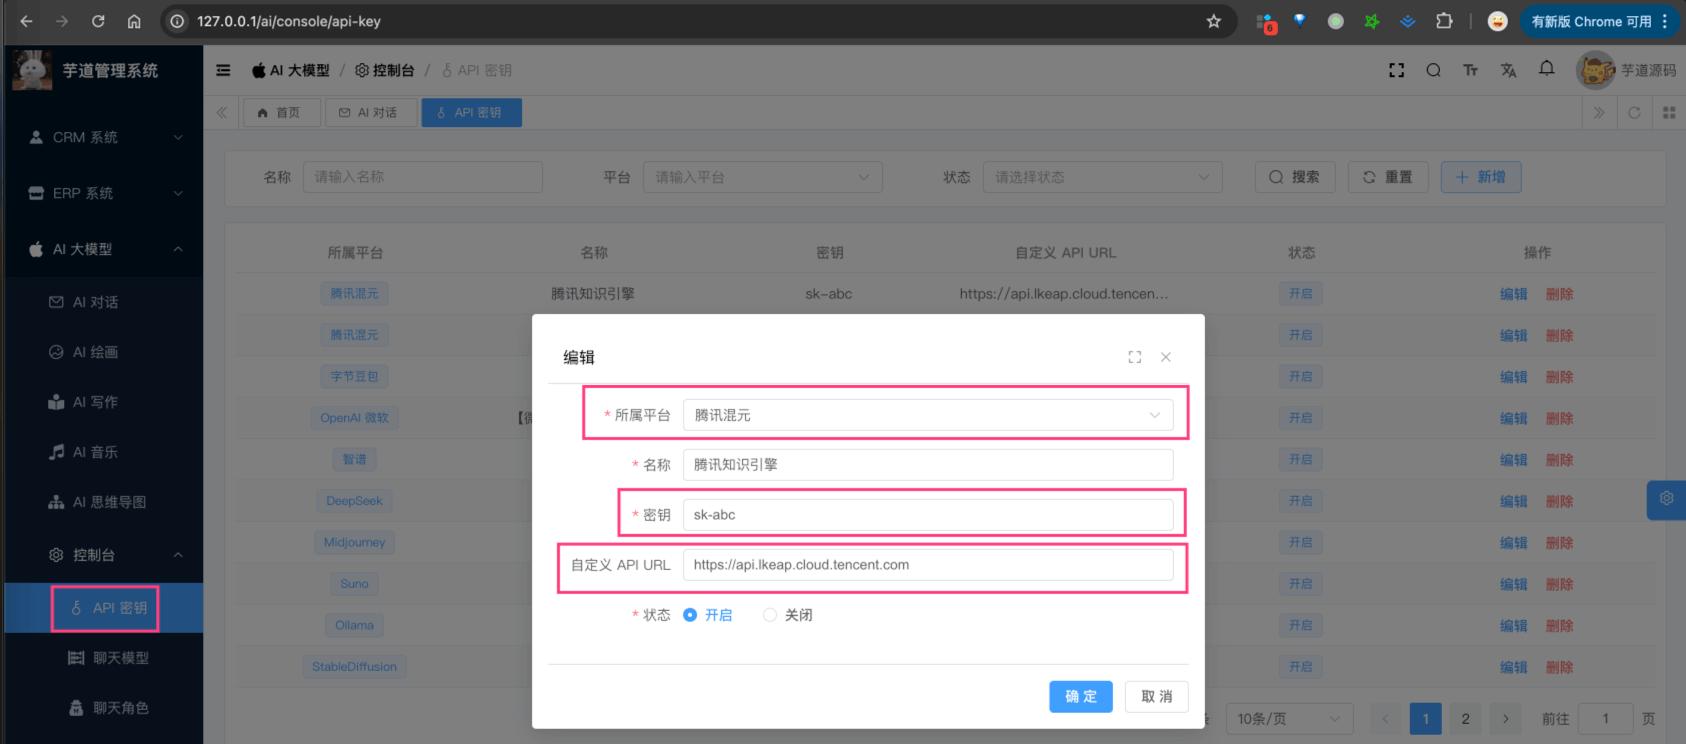 127.0.0.1/ai/console/api-key
6
有新版 Chrome 可用
芋道管理系统
AI 大模型 / 控制台 / API 密钥
芋道源码
首页
AI 对话
API 密钥
CRM 系统
ERP 系统
AI 大模型
AI 对话
AI 绘画
AI 写作
AI 音乐
AI 思维导图
控制台
API 密钥
聊天模型
聊天角色
名称 请输入名称 平台 请输入平台 状态 请选择状态 搜索 重置 新增
所属平台 名称 密钥 自定义 API URL 状态 操作
腾讯混元 腾讯知识引擎 sk-abc https://api.lkeap.cloud.tencen... 开启 编辑 删除
腾讯混元 开启 编辑 删除
字节豆包 开启 编辑 删除
OpenAI 微软 开启 编辑 删除
智谱 开启 编辑 删除
DeepSeek 开启 编辑 删除
Midjourney 开启 编辑 删除
Suno 开启 编辑 删除
Ollama 开启 编辑 删除
StableDiffusion 开启 编辑 删除
编辑
* 所属平台 腾讯混元
* 名称 腾讯知识引擎
* 密钥 sk-abc
自定义 API URL https://api.lkeap.cloud.tencent.com
* 状态 开启 关闭
确定 取消
10条/页 1 2 前往 1 页